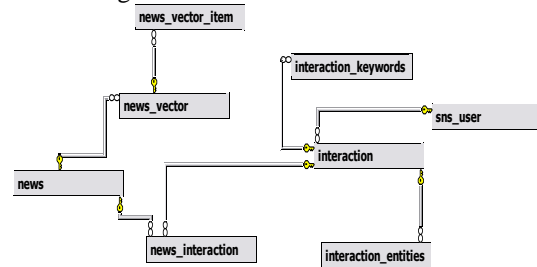 news_vector_item
interaction_keywords
news_vector
sns_user
interaction
news
news_interaction
interaction_entities